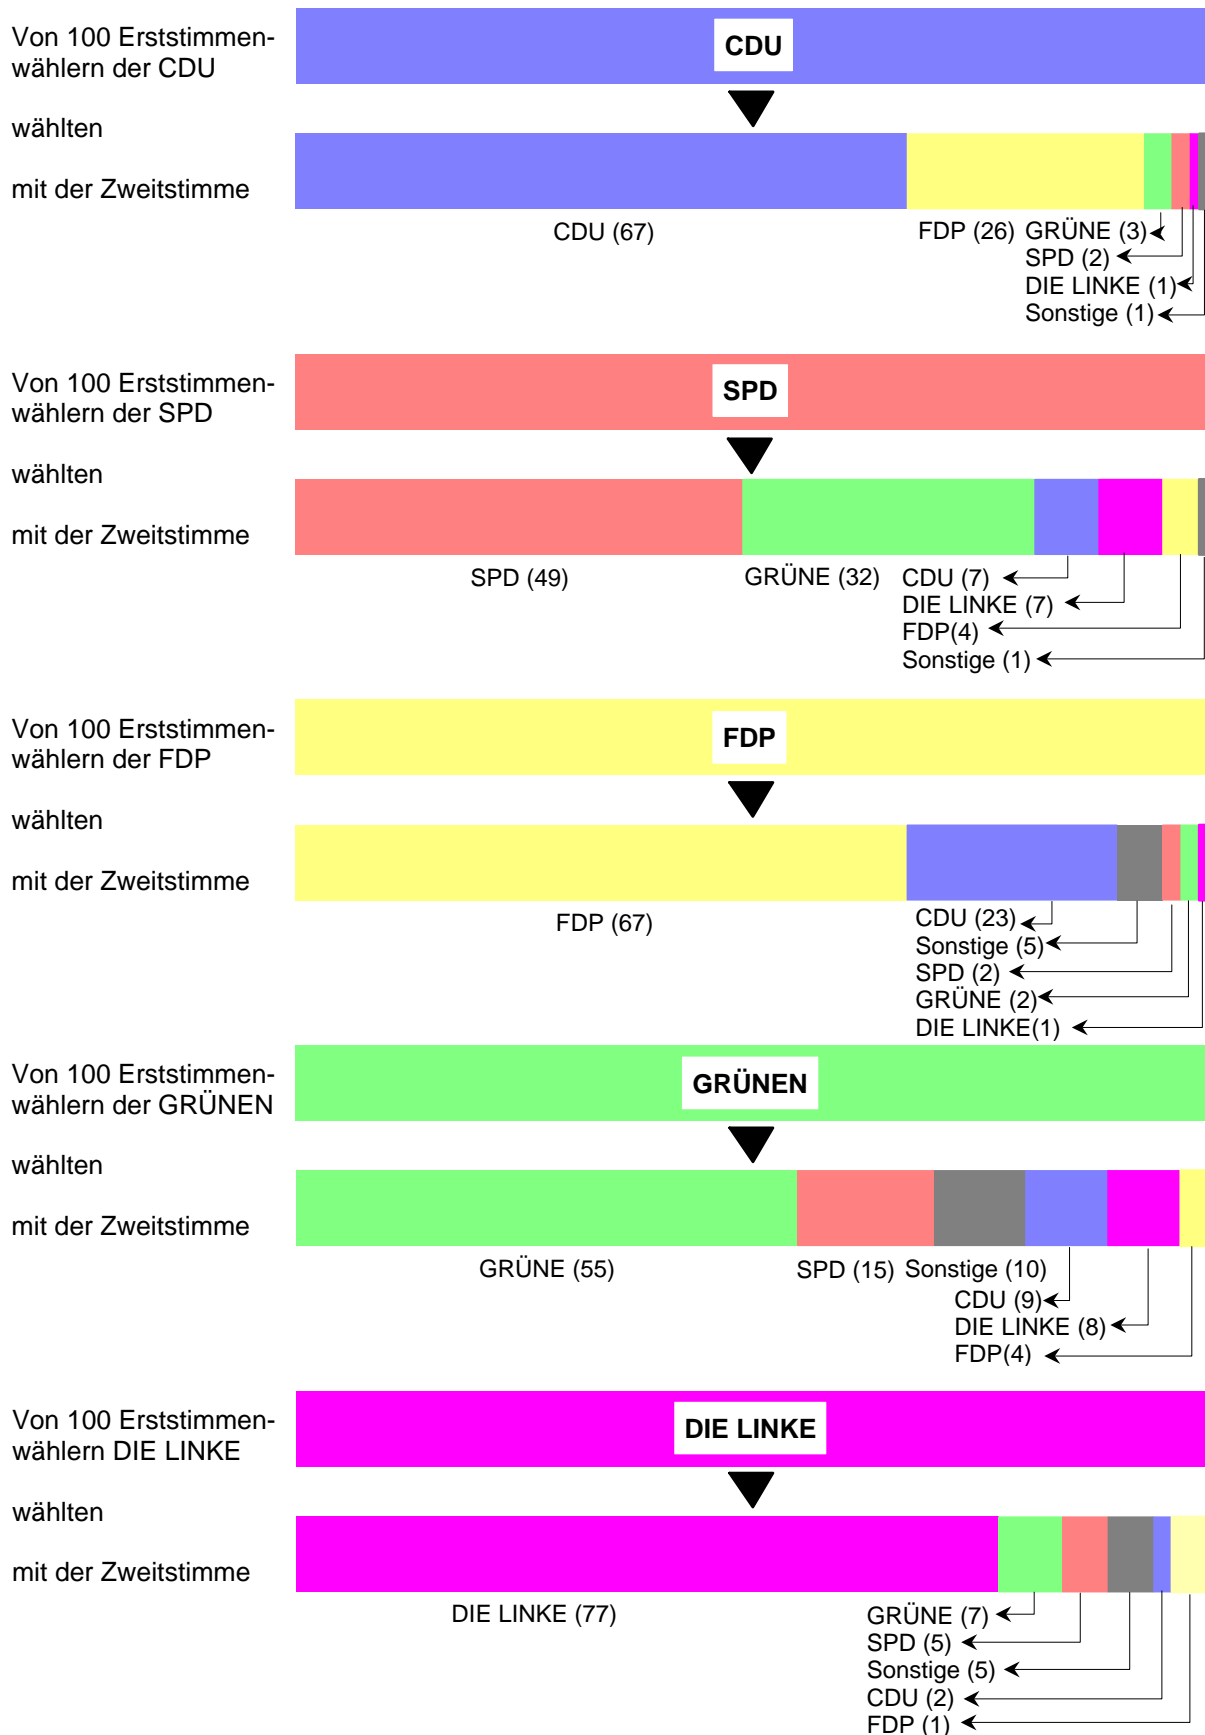 Von 100 Erststimmen-
wählern der CDU
CDU
wählten
mit der Zweitstimme
CDU (67)
FDP (26)
GRÜNE (3)
SPD (2)
DIE LINKE (1)
Sonstige (1)
Von 100 Erststimmen-
wählern der SPD
SPD
wählten
mit der Zweitstimme
SPD (49)
GRÜNE (32)
CDU (7)
DIE LINKE (7)
FDP(4)
Sonstige (1)
Von 100 Erststimmen-
wählern der FDP
FDP
wählten
mit der Zweitstimme
FDP (67)
CDU (23)
Sonstige (5)
SPD (2)
GRÜNE (2)
DIE LINKE(1)
Von 100 Erststimmen-
wählern der GRÜNEN
GRÜNEN
wählten
mit der Zweitstimme
GRÜNE (55)
SPD (15)
Sonstige (10)
CDU (9)
DIE LINKE (8)
FDP(4)
Von 100 Erststimmen-
wählern DIE LINKE
DIE LINKE
wählten
mit der Zweitstimme
DIE LINKE (77)
GRÜNE (7)
SPD (5)
Sonstige (5)
CDU (2)
FDP (1)